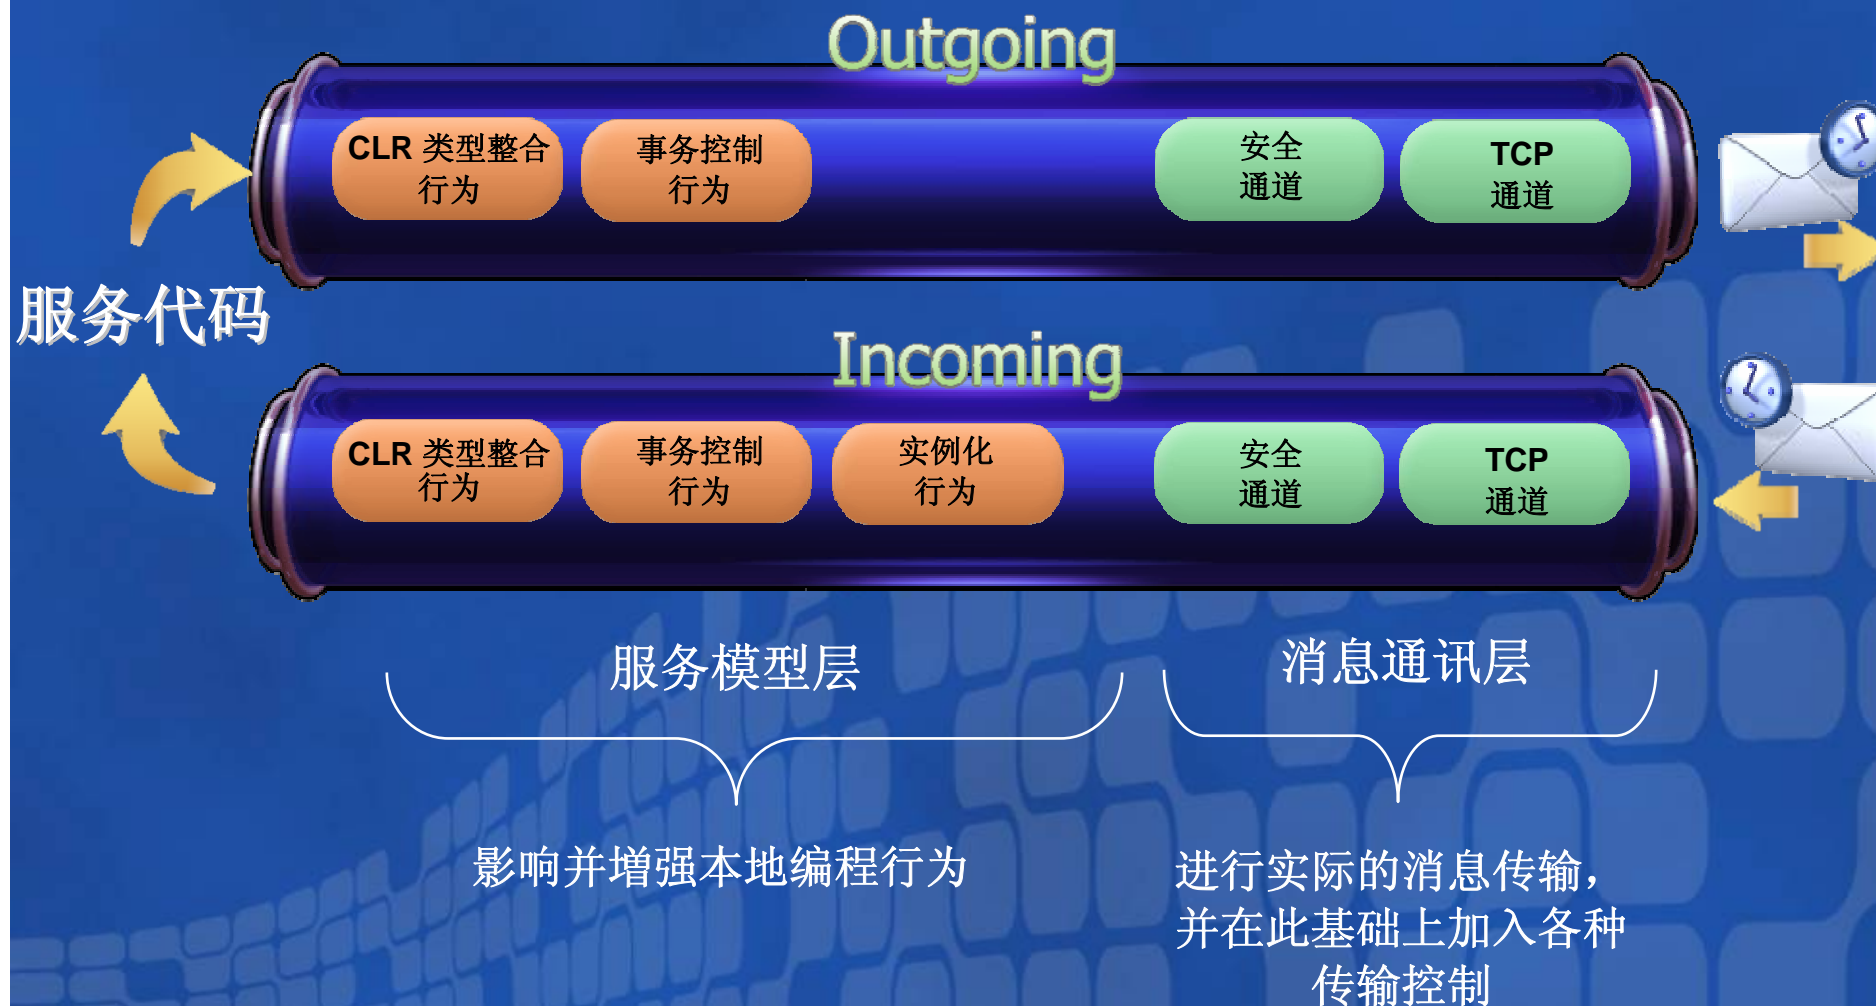 Outgoing
CLR 类型整合
行为
事务控制
行为
安全
通道
TCP
通道
服务代码
Incoming
CLR 类型整合
行为
事务控制
行为
实例化
行为
安全
通道
TCP
通道
服务模型层
消息通讯层
影响并增强本地编程行为
进行实际的消息传输，
并在此基础上加入各种
传输控制